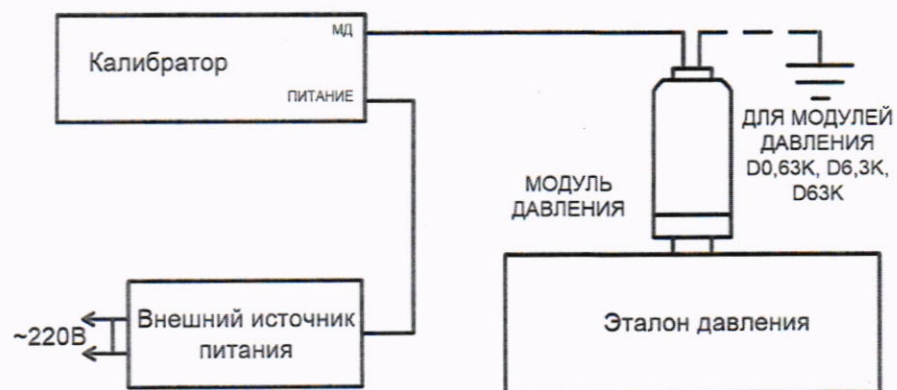 МД
Калибратор
ПИТАНИЕ
ДЛЯ МОДУЛЕЙ
ДАВЛЕНИЯ
D0,63K, D6,3K,
D63K
МОДУЛЬ
ДАВЛЕНИЯ
Внешний источник
питания
~220В
Эталон давления